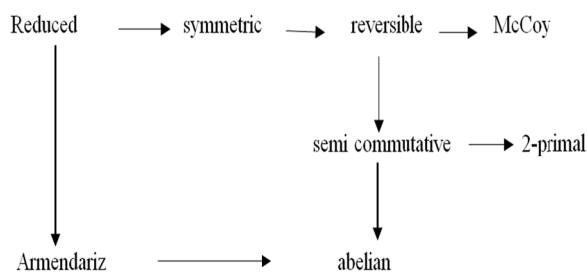 Reduced symmetric reversible McCoy
semi commutative 2-primal
Armendariz abelian